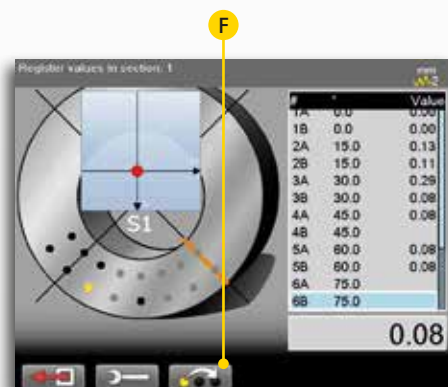 F
Register values in section: 1
mm
# ° Value
1A 0.0 0.00
1B 0.0 0.00
2A 15.0 0.13
2B 15.0 0.11
3A 30.0 0.29
3B 30.0 0.08
4A 45.0 0.08
4B 45.0
5A 60.0 0.08
5B 60.0 0.08
6A 75.0
6B 75.0
S1
0.08